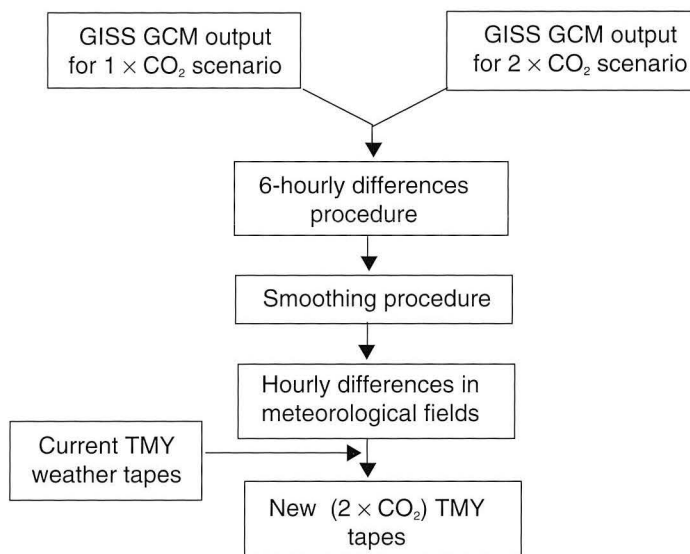 GISS GCM output
for 1 × CO₂ scenario
GISS GCM output
for 2 × CO₂ scenario
6-hourly differences
procedure
Smoothing procedure
Hourly differences in
meteorological fields
Current TMY
weather tapes
New (2 × CO₂) TMY
tapes